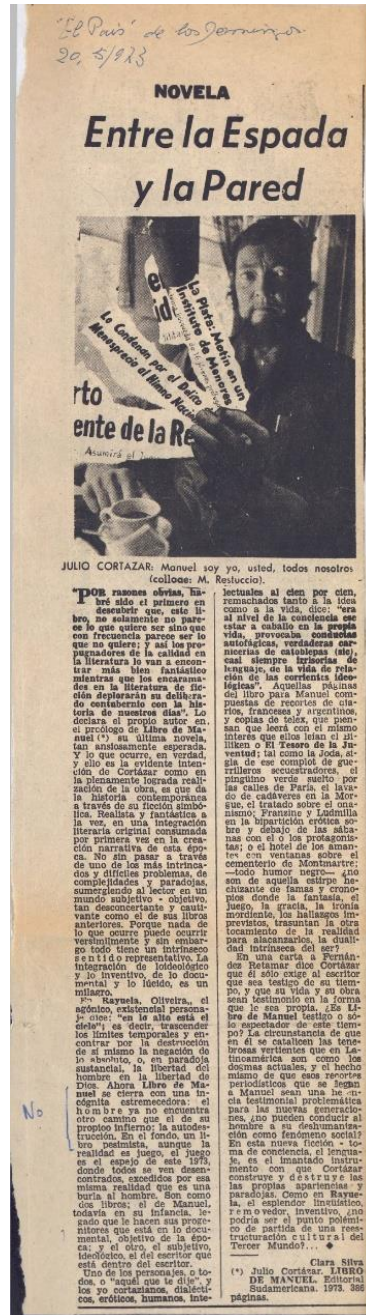 "El País" de los Domingos
20, 5/973
NOVELA
Entre la Espada
y la Pared
La Plata: Motín en un
Instituto de Menores
Lo Condenan por el Delito
Menosprecio al Himno Nacio
rto
ente de la Re
Asumirá el
JULIO CORTAZAR: Manuel soy yo, usted, todos nosotros
(collage: M. Restuccia).
"POR razones obvias, ha-
bré sido el primero en
descubrir que, este li-
bro, no solamente no pare-
ce lo que quiere ser sino que
con frecuencia parece ser lo
que no quiere; y así los pro-
pugnadores de la calidad en
la literatura lo van a encon-
trar más bien fantástico
mientras que los encarama-
dos en la literatura de fic-
ción deplorarán su delibera-
do contubernio con la his-
toria de nuestros días". Lo
declara el propio autor en
el prólogo de Libro de Ma-
nuel (*) su última novela,
tan ansiosamente esperada.
Y lo que ocurre, en verdad,
y ello en la evidente inten-
ción de Cortázar como en
la plenamente lograda reali-
zación de la obra, es que da
la historia contemporánea
a través de su ficción simbó-
lica. Realista y fantástica a
la vez, en una integración
literaria original consumada
por primera vez en la crea-
ción narrativa de esta épo-
ca. No sin pasar a través
de uno de los más intrinca-
dos y difíciles problemas, de
complejidades y paradojas,
sumergiendo al lector en un
mundo subjetivo - objetivo,
tan desconcertante y cauti-
vante como el de sus libros
anteriores. Porque nada de
lo que ocurre puede ocurrir
verosímilmente y sin embar-
go todo tiene un intrínseco
sentido representativo. La
integración de lo ideológico
y lo inventivo, de lo docu-
mental y lo lúcido, es un
milagro.
En Rayuela, Oliveira, el
agónico, existencial persona-
je dice: "en lo alto está el
cielo"; es decir, trascender
los límites temporales y en-
contrar por la destrucción
de sí mismo la negación de
lo absoluto, o, en paradoja
sustancial, la libertad del
hombre en la libertad de
Dios. Ahora Libro de Ma-
nuel se cierra con una in-
cógnita estremecedora: el
hombre ya no encuentra
otro camino que el de su
propio infierno: la autodes-
trucción. En el fondo, un li-
bro pesimista, aunque la
realidad es juego, el juego
es el espejo de este 1973,
donde todos se ven desen-
contrados, excedidos por esa
misma realidad que es una
burla al hombre. Son como
dos libros; el de Manuel,
todavía en su infancia, le-
gado que le hacen sus proge-
nitores que está en lo docu-
mental, objetivo de la épo-
ca; y el otro, el subjetivo,
ideológico, el del escritor que
está dentro del escritor.
Uno de los personajes, o to-
dos, o "aquél que te dije", y
los yo cortazianos, dialécti-
cos, eróticos, humanos, inte-
No
lectuales al cien por cien,
remachados tanto a la idea
como a la vida, dice: "era
al nivel de la conciencia ese
estar a caballo en la propia
vida, provocaba conductas
autofágicas, verdaderas car-
nicerías de catoblepas (sic),
casi siempre irrisorias de
lenguaje, de la vida de rela-
ción de las corrientes ideo-
lógicas". Aquellas páginas
del libro para Manuel com-
puestas de recortes de dia-
rios, franceses y argentinos,
y copias de telex, que pien-
san que leerá con el mismo
interés que ellos leían el Bi-
lliken o El Tesoro de la Ju-
ventud; tal como la Joda, si-
gla de ese complot de gue-
rrilleros secuestradores, el
pingüino verde suelto por
las calles de París, el lava-
do de cadáveres en la Mor-
gue, el tratado sobre el ona-
nismo; Franzine y Ludmilla
en la bipartición erótica so-
bre y debajo de las sába-
nas con el o los protagonis-
tas; o el hotel de los aman-
tes con ventanas sobre el
cementerio de Montmartre;
—todo humor negro— ¿no
son de aquella estirpe he-
chizante de famas y crono-
pios donde la fantasía, el
juego, la gracia, la ironía
mordiente, los hallazgos im-
previstos, trasuntan la otra
tocamiento de la realidad
para alacanzarlos, la duali-
dad intrínseca del ser?
En una carta a Fernán-
dez Retamar dice Cortázar
que él sólo exige al escritor
que sea testigo de su tiem-
po, y que su vida y su obra
sean testimonio en la forma
que le sea propia. ¿Es Li-
bro de Manuel testigo o só-
lo espectador de este tiem-
po? La circunstancia de que
en él se catalicen las tene-
brosas vertientes que en La-
tinoamérica son como los
dogmas actuales, y el hecho
mismo de que esos recortes
periodísticos que se legan
a Manuel sean una he en-
cia testimonial problemática
para las nuevas generacio-
nes, ¿no pueden conducir al
hombre a su deshumaniza-
ción como fenómeno social?
En esta nueva ficción - to-
ma de conciencia, el lengua-
je, es el imantado instru-
mento con que Cortázar
construye y destruye las
las propias apariencias y
paradojas. Como en Rayue-
la, el esplendor lingüístico,
removedor, inventivo, ¿no
podría ser el punto polémi-
co de partida de una rees-
tructuración cultural del
Tercer Mundo?... ◆
Clara Silva
(*) Julio Cortázar. LIBRO
DE MANUEL. Editorial
Sudamericana. 1973. 386
páginas.